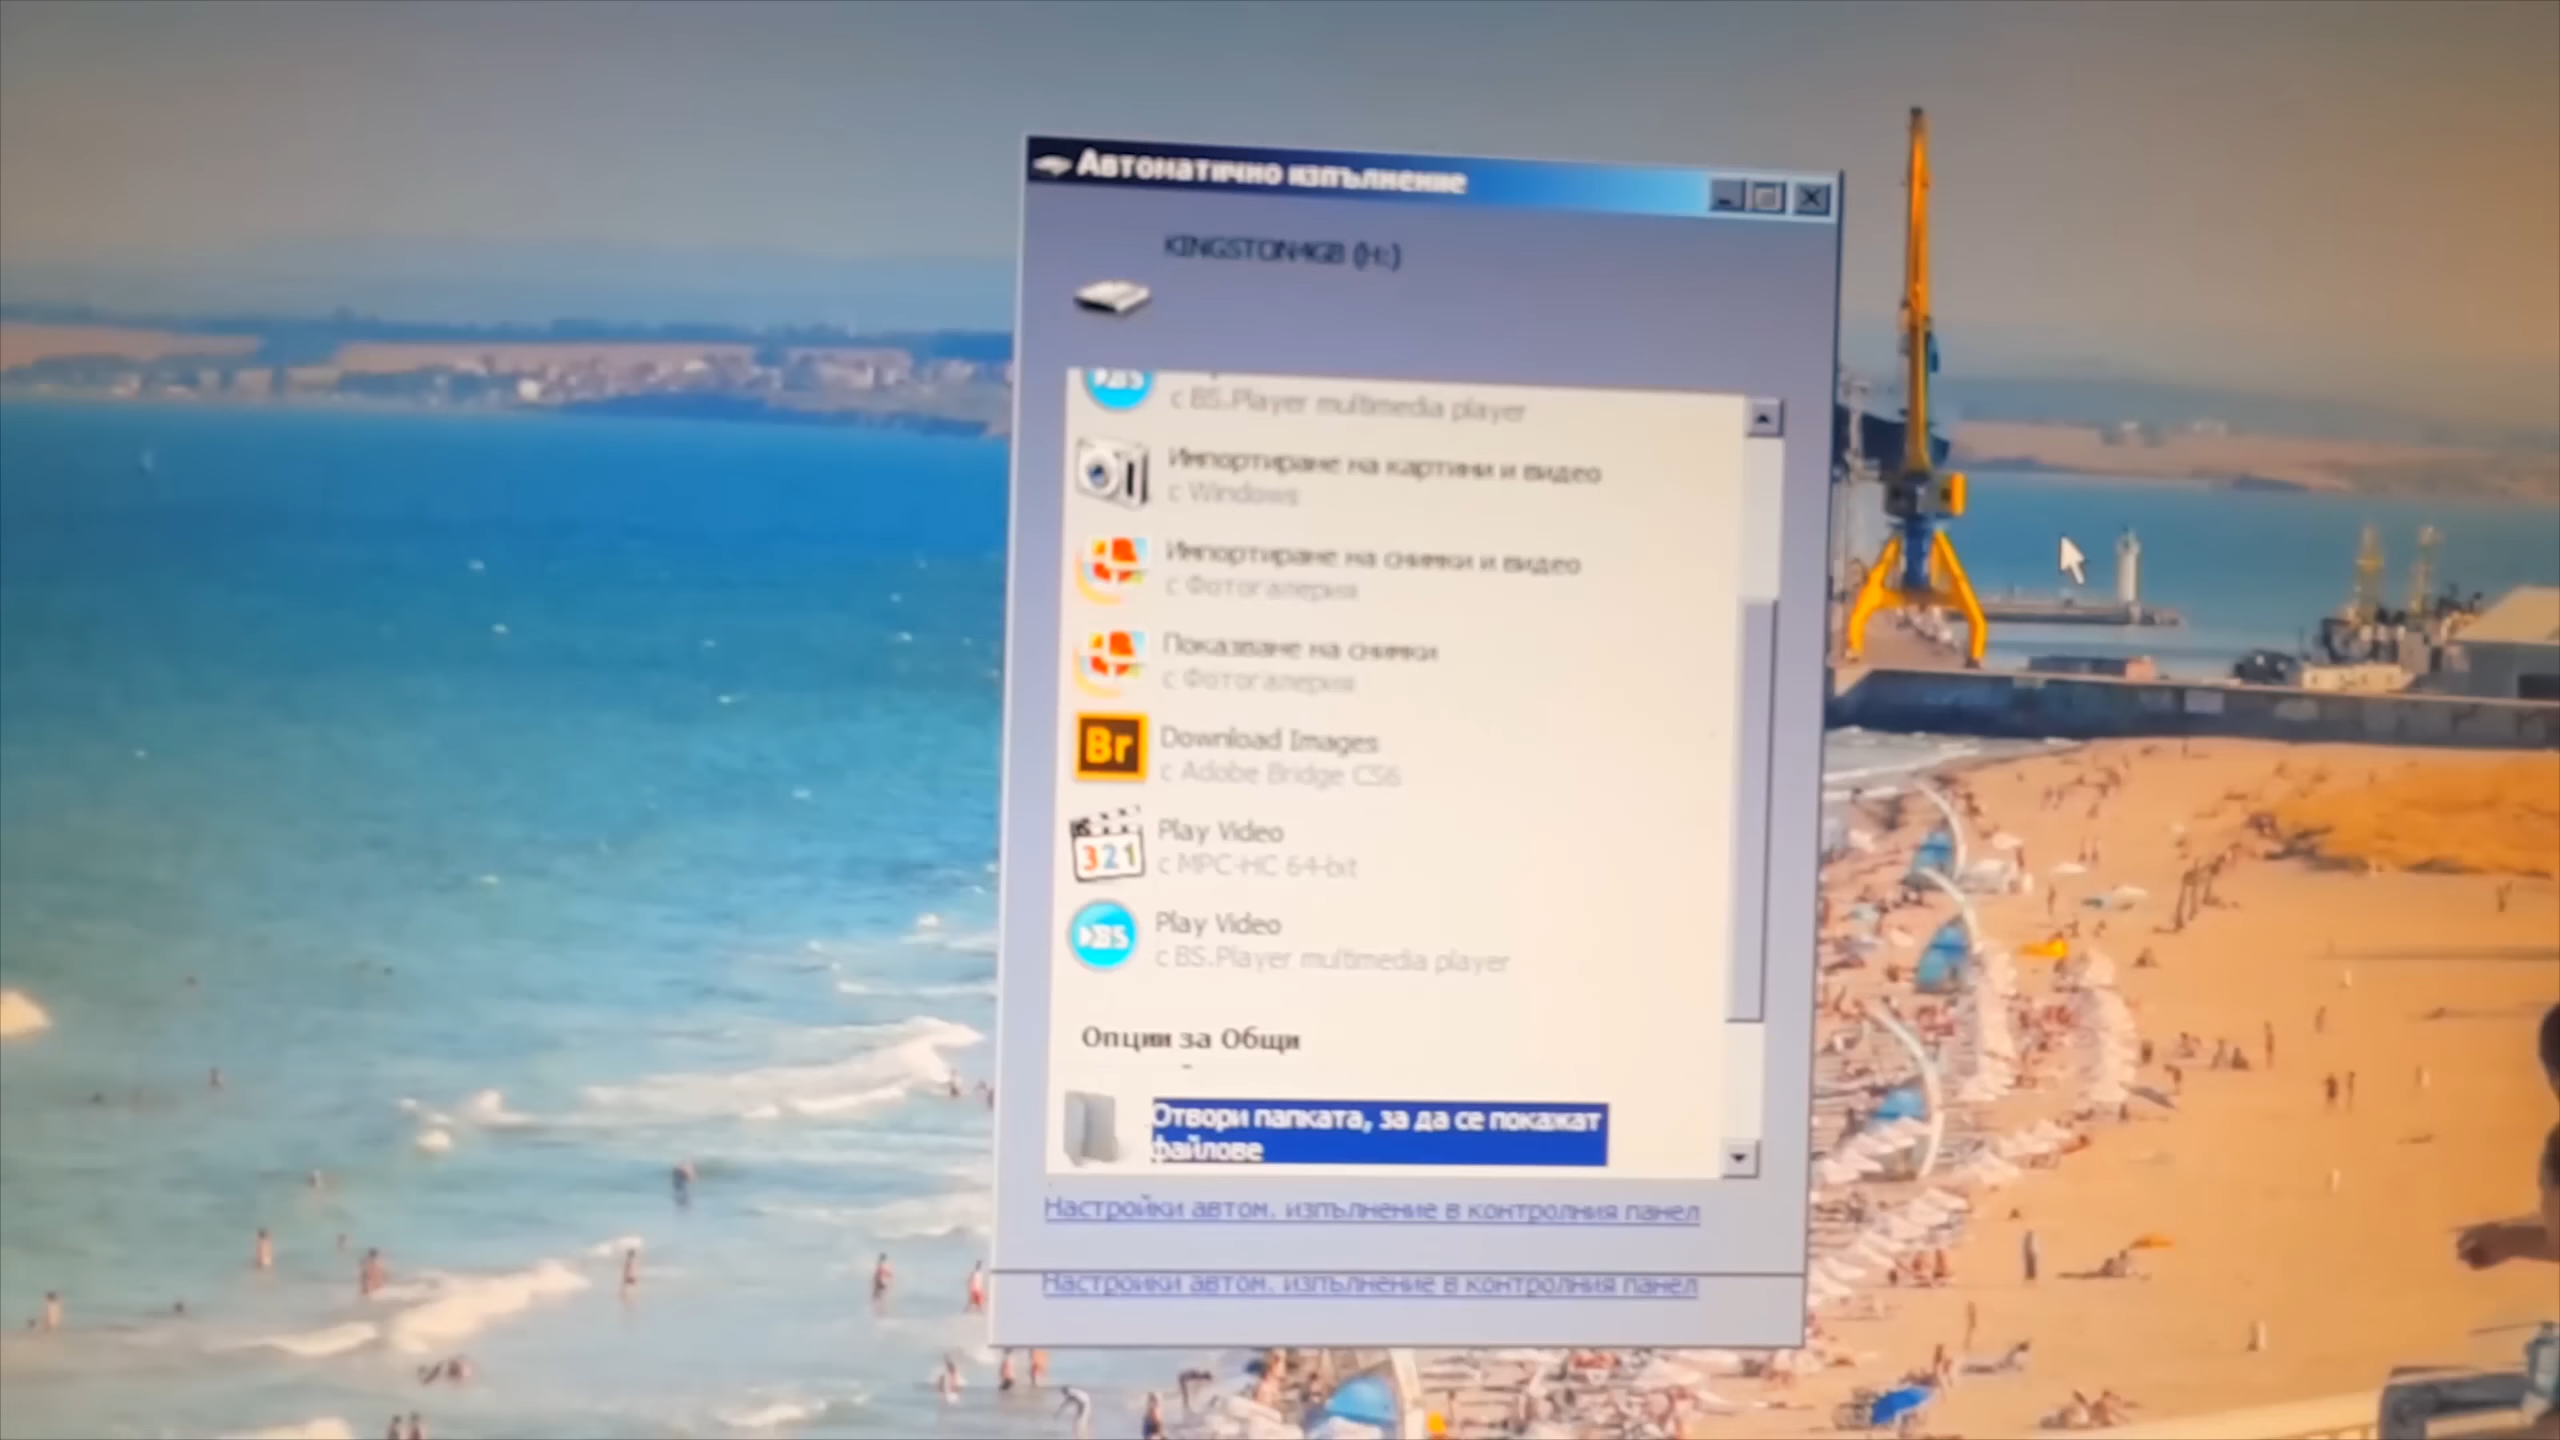 Автоматично изпълнение
KINGSTON4GB (H:)
с BS.Player multimedia player
Импортиране на картини и видео
с Windows
Импортиране на снимки и видео
с Фотогалерия
Показване на снимки
с Фотогалерия
Br
Download Images
с Adobe Bridge CS6
321
Play Video
с MPC-HC 64-bit
BS
Play Video
с BS.Player multimedia player
Опции за Общи
Отвори папката, за да се покажат
файлове
Настройки автом. изпълнение в контролния панел
Настройки автом. изпълнение в контролния панел